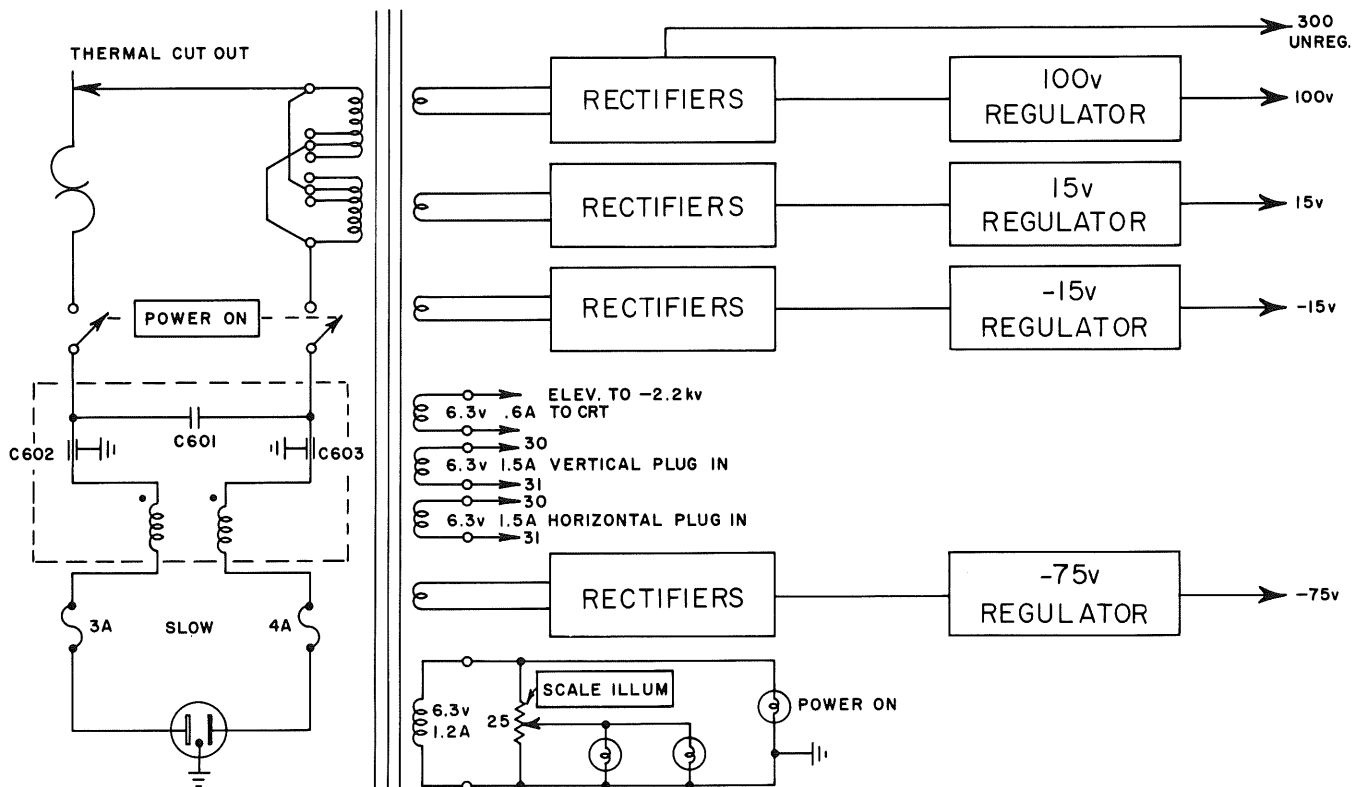 THERMAL CUT OUT
300
UNREG.
RECTIFIERS
100v
REGULATOR
100v
RECTIFIERS
15v
REGULATOR
15v
RECTIFIERS
-15v
REGULATOR
-15v
POWER ON
C601
C602
C603
ELEV. TO -2.2kv
6.3v .6A TO CRT
30
6.3v 1.5A VERTICAL PLUG IN
31
30
6.3v 1.5A HORIZONTAL PLUG IN
31
RECTIFIERS
-75v
REGULATOR
-75v
3A
SLOW
4A
SCALE ILLUM
6.3v
1.2A
25
POWER ON